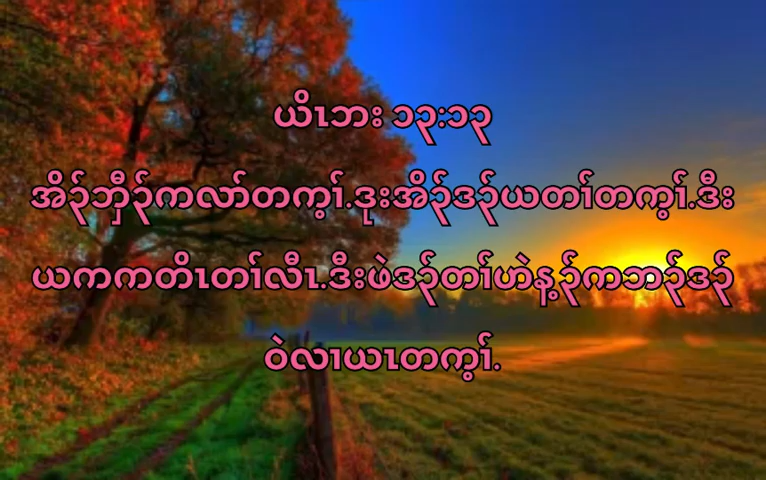 ယိၤဘး ၁၃:၁၃
အိၣ်ဘှီၣ်ကလာ်တက့ၢ်.ဒုးအိၣ်ဒၣ်ယတၢ်တက့ၢ်.ဒီး
ယကကတိၤတၢ်လီၤ.ဒီးဖဲဒၣ်တၢ်ဟဲန့ၣ်ကဘၣ်ဒၣ်
ဝဲလၢယၤတက့ၢ်.